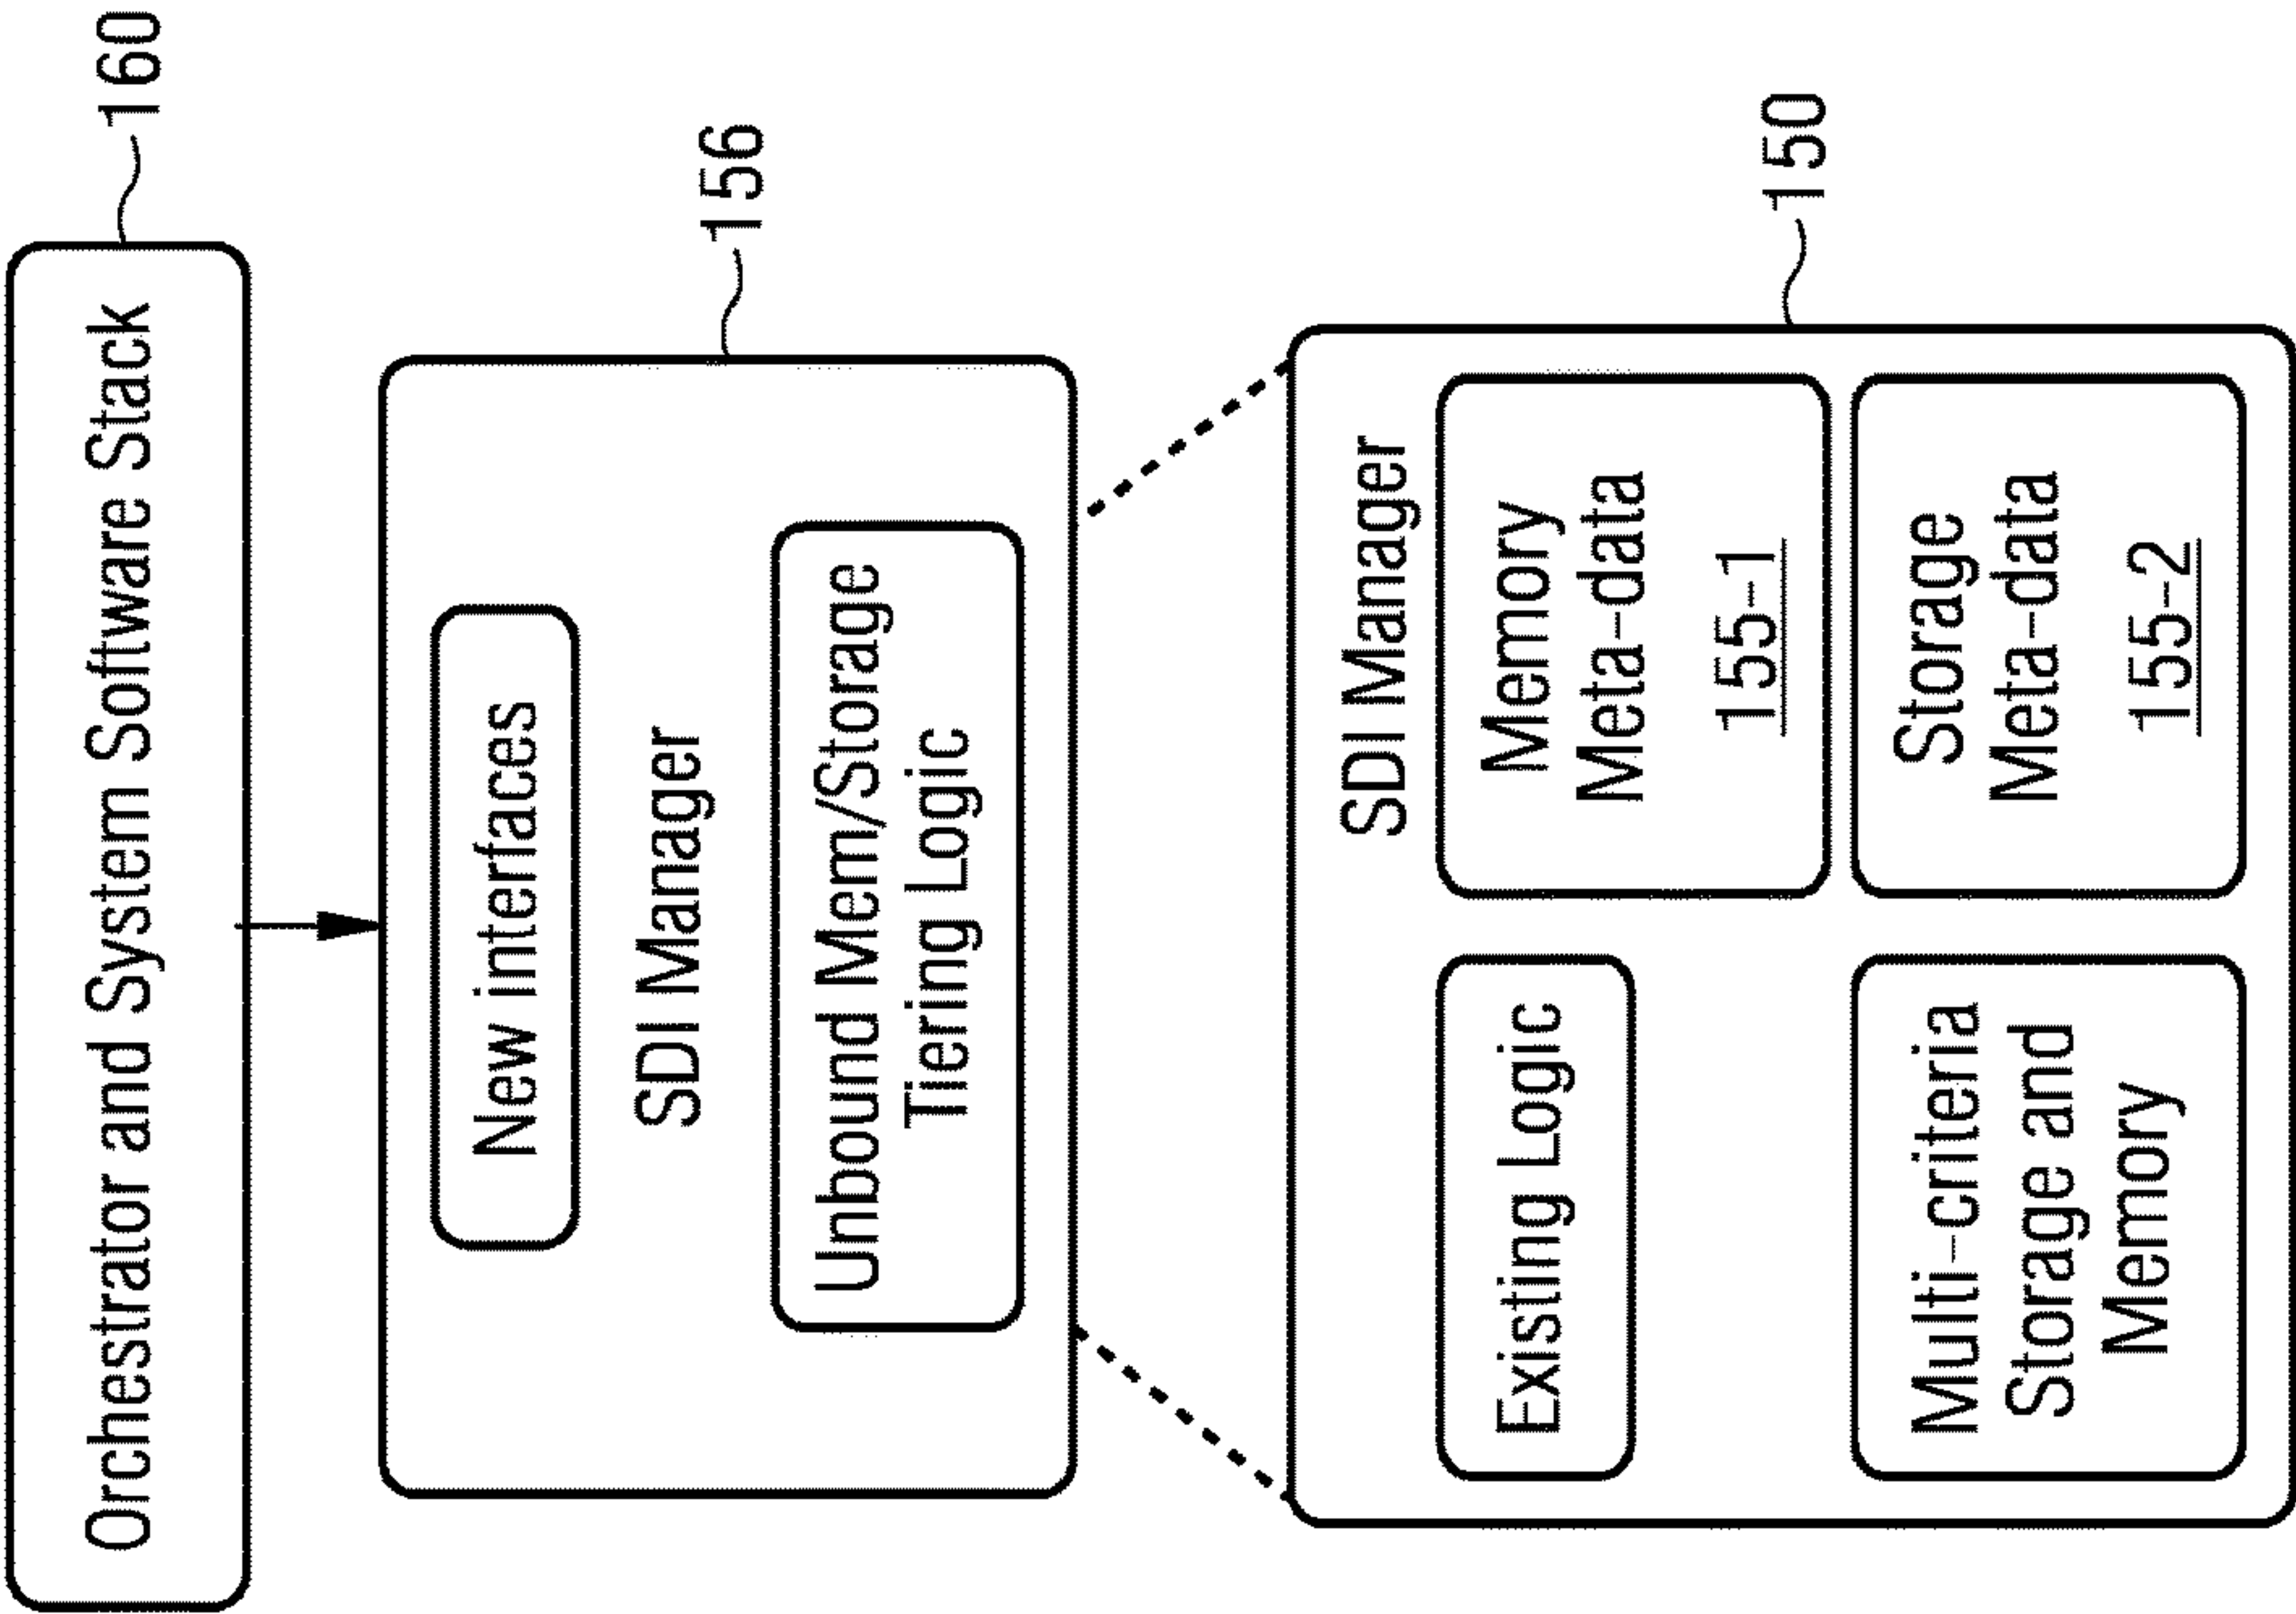 Orchestrator and System Software Stack
160
New interfaces
SDI Manager
Unbound Mem/Storage
Tiering Logic
156
SDI Manager
150
Existing Logic
Memory
Meta-data
155-1
Multi-criteria
Storage and
Memory
Storage
Meta-data
155-2